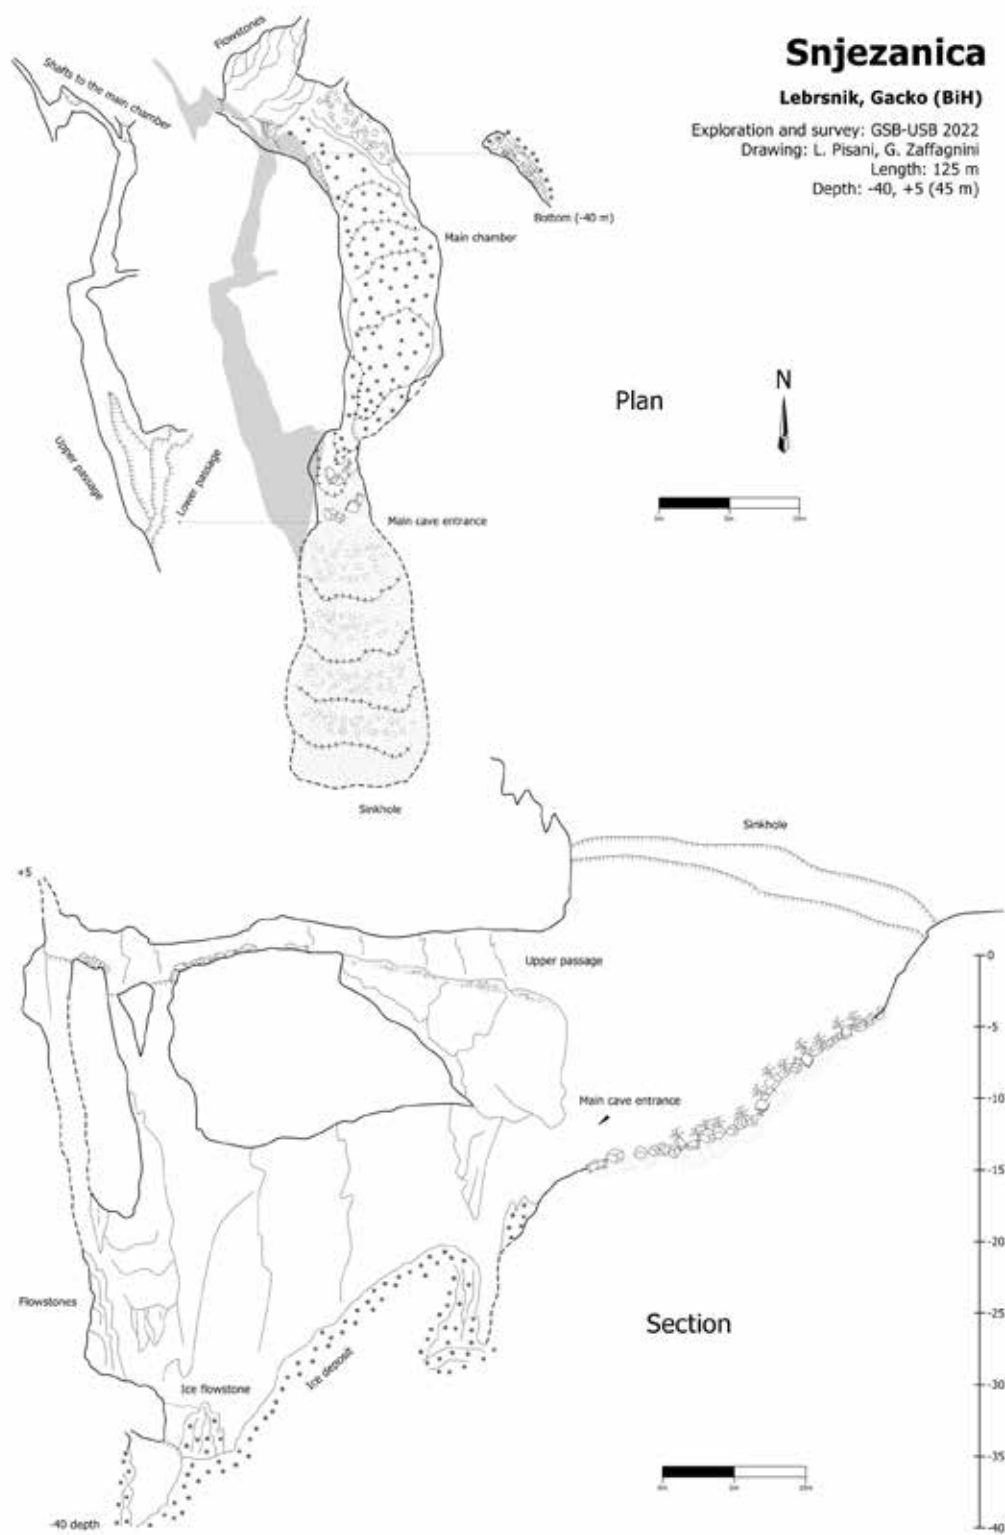 Snjezanica
Lebrsnik, Gacko (BiH)
Exploration and survey: GSB-USB 2022
Drawing: L. Pisani, G. Zaffagnini
Length: 125 m
Depth: -40, +5 (45 m)
Flowstones
Shafts to the main chamber
Bottom (-40 m)
Main chamber
N
Plan
Upper passage
Lower passage
Main cave entrance
Sinkhole
Sinkhole
+5
Upper passage
0
-5
-10
Main cave entrance
-15
-20
Flowstones
-25
Section
Ice deposit
-30
Ice flowstone
-35
-40 depth
-40